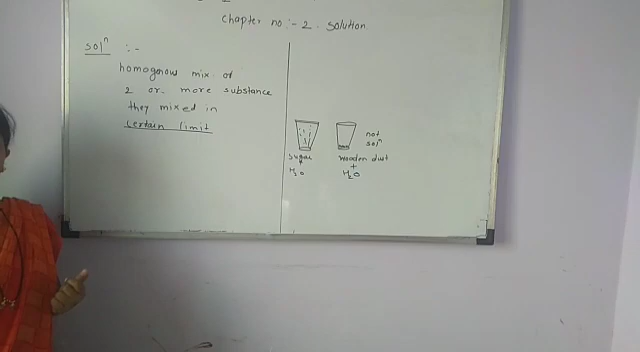 Chapter no :- 2. Solution.
Solⁿ :-
homogenous mix. of
2 or more substance
they mixed in
certain limit
not
solⁿ
sugar
+
H₂O
wooden dust
+
H₂O